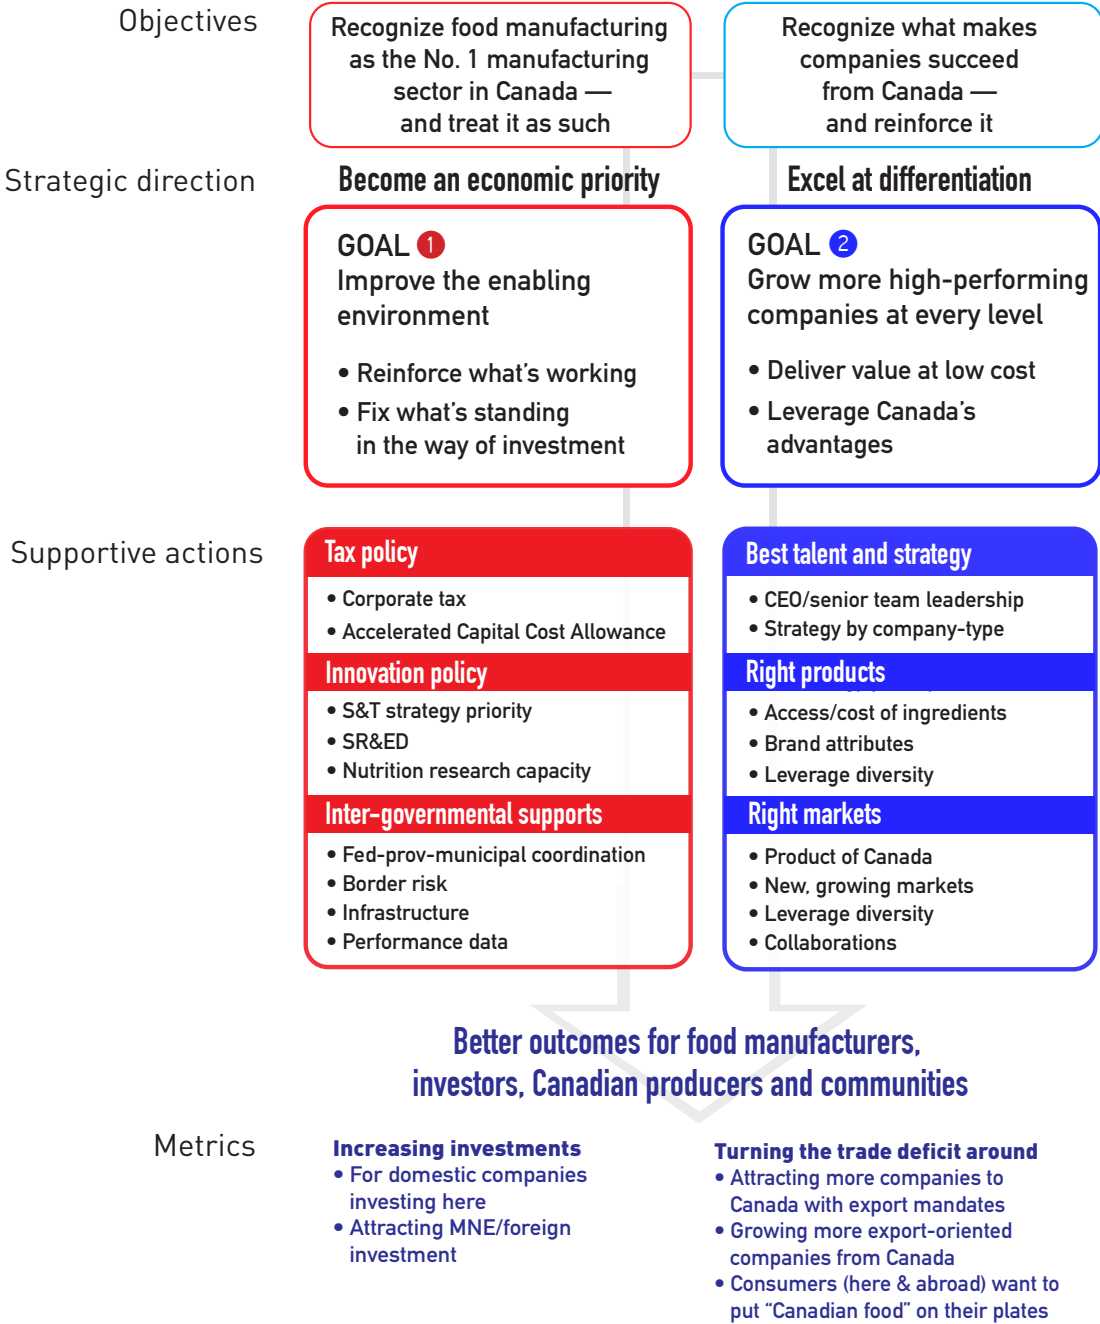 Objectives
Recognize food manufacturing
as the No. 1 manufacturing
sector in Canada —
and treat it as such
Recognize what makes
companies succeed
from Canada —
and reinforce it
Strategic direction
Become an economic priority
Excel at differentiation
GOAL 1
Improve the enabling
environment
• Reinforce what's working
• Fix what's standing
in the way of investment
GOAL 2
Grow more high-performing
companies at every level
• Deliver value at low cost
• Leverage Canada's
advantages
Supportive actions
Tax policy
• Corporate tax
• Accelerated Capital Cost Allowance
Innovation policy
• S&T strategy priority
• SR&ED
• Nutrition research capacity
Inter-governmental supports
• Fed-prov-municipal coordination
• Border risk
• Infrastructure
• Performance data
Best talent and strategy
• CEO/senior team leadership
• Strategy by company-type
Right products
• Access/cost of ingredients
• Brand attributes
• Leverage diversity
Right markets
• Product of Canada
• New, growing markets
• Leverage diversity
• Collaborations
Better outcomes for food manufacturers,
investors, Canadian producers and communities
Metrics
Increasing investments
• For domestic companies
investing here
• Attracting MNE/foreign
investment
Turning the trade deficit around
• Attracting more companies to
Canada with export mandates
• Growing more export-oriented
companies from Canada
• Consumers (here & abroad) want to
put “Canadian food” on their plates